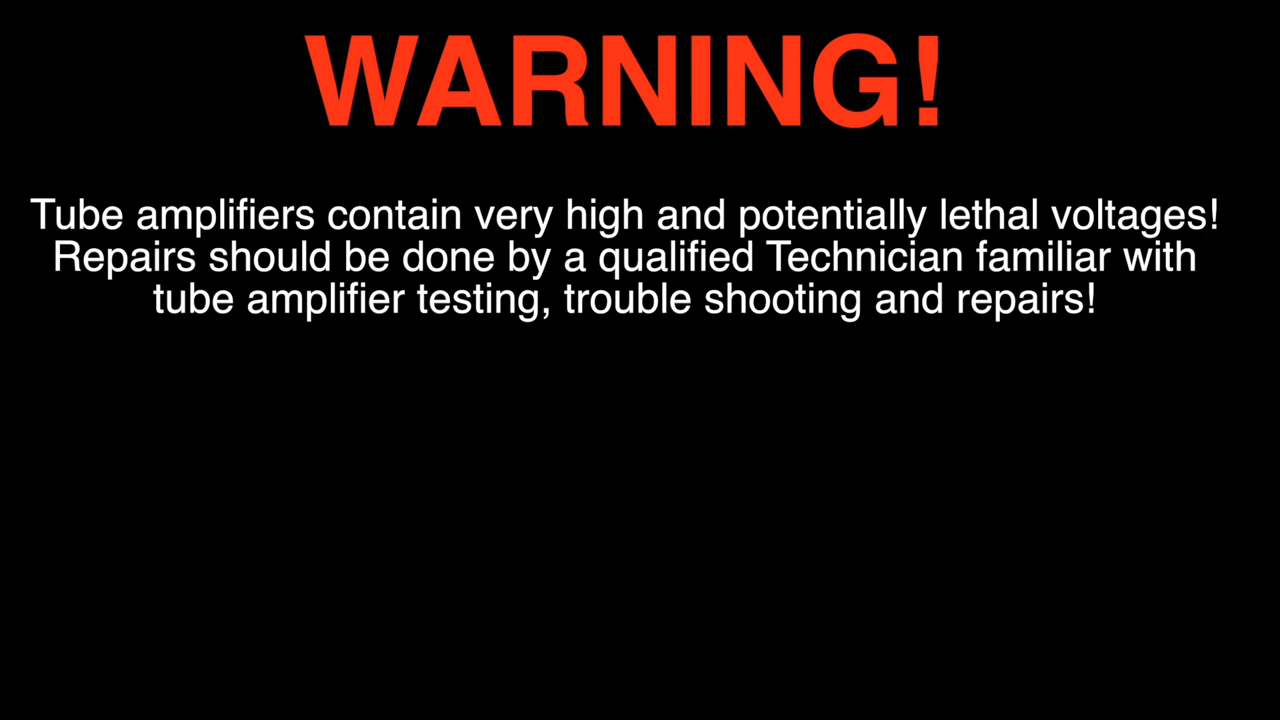 WARNING!
Tube amplifiers contain very high and potentially lethal voltages!
Repairs should be done by a qualified Technician familiar with
tube amplifier testing, trouble shooting and repairs!